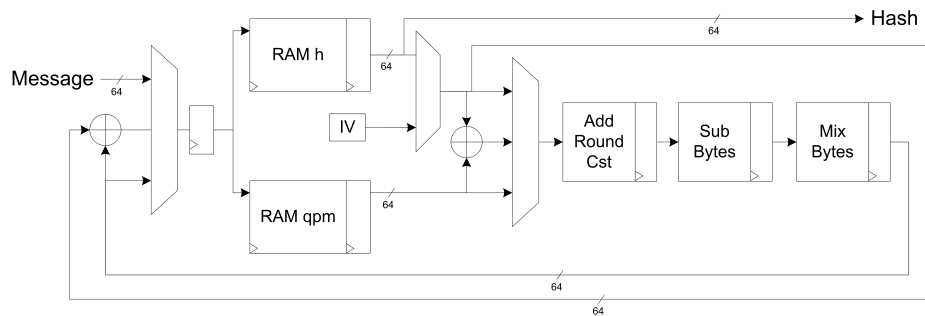 64
Hash
RAM h
64
Message
64
IV
Add
Round
Cst
Sub
Bytes
Mix
Bytes
RAM qpm
64
64
64